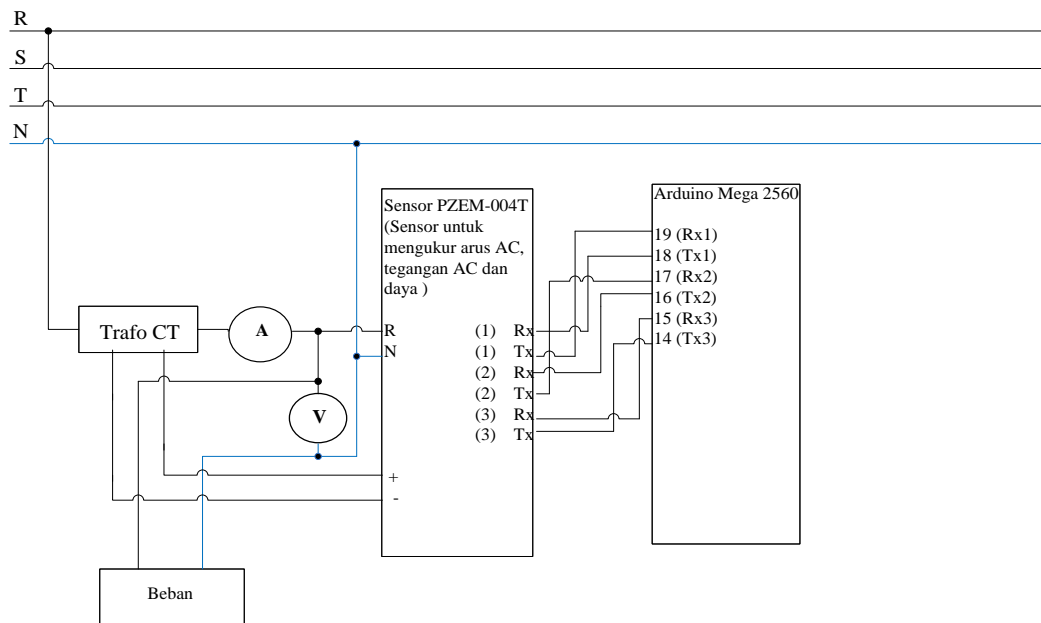 R
S
T
N
Sensor PZEM-004T
(Sensor untuk
mengukur arus AC,
tegangan AC dan
daya )
R
N
(1) Rx
(1) Tx
(2) Rx
(2) Tx
(3) Rx
(3) Tx
+
-
Arduino Mega 2560
19 (Rx1)
18 (Tx1)
17 (Rx2)
16 (Tx2)
15 (Rx3)
14 (Tx3)
Trafo CT
A
V
Beban